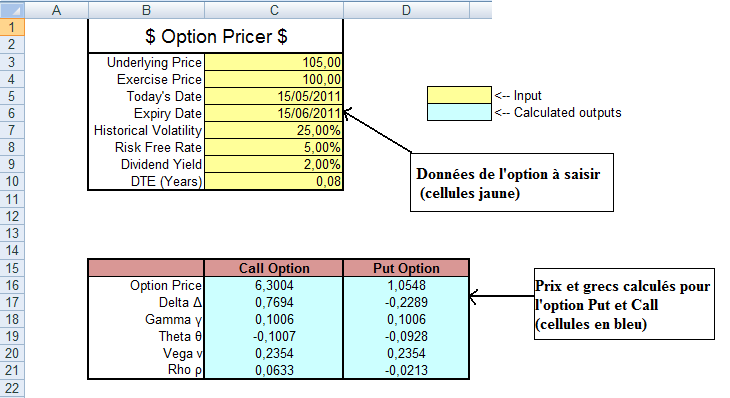 A B C D
1
2
$ Option Pricer $
3 Underlying Price 105,00
4 Exercise Price 100,00
5 Today's Date 15/05/2011
6 Expiry Date 15/06/2011
7 Historical Volatility 25,00%
8 Risk Free Rate 5,00%
9 Dividend Yield 2,00%
10 DTE (Years) 0,08
<-- Input
<-- Calculated outputs
Données de l'option à saisir
(cellules jaune)
11
12
13
14
15 Call Option Put Option
16 Option Price 6,3004 1,0548
17 Delta Δ 0,7694 -0,2289
18 Gamma γ 0,1006 0,1006
19 Theta θ -0,1007 -0,0928
20 Vega ν 0,2354 0,2354
21 Rho ρ 0,0633 -0,0213
22
Prix et grecs calculés pour
l'option Put et Call
(cellules en bleu)